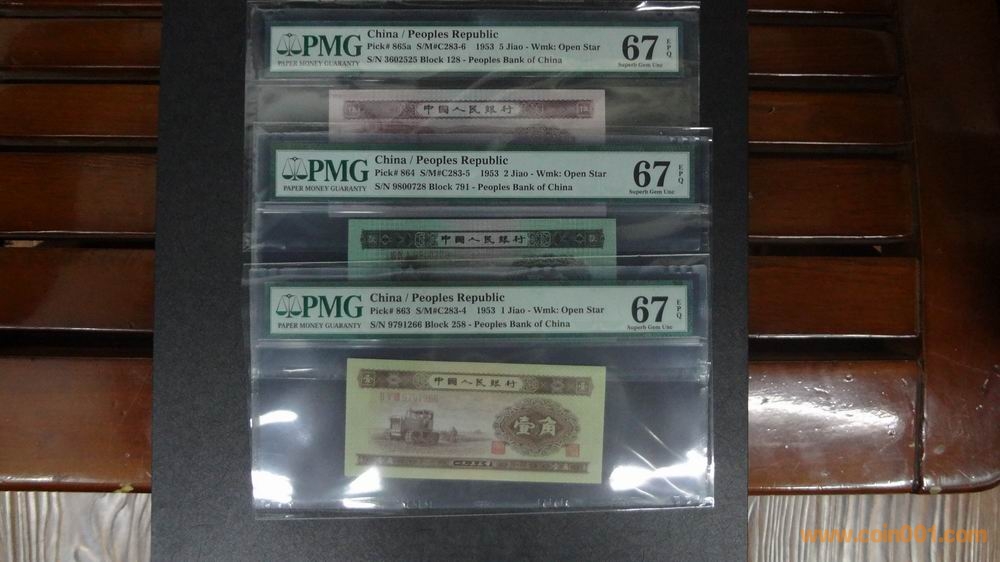 PMG
PAPER MONEY GUARANTY
China / Peoples Republic
Pick# 865a S/M#C283-6 1953 5 Jiao - Wmk: Open Star
S/N 3602525 Block 128 - Peoples Bank of China
67
EPQ
Superb Gem Unc
中國人民銀行
PMG
PAPER MONEY GUARANTY
China / Peoples Republic
Pick# 864 S/M#C283-5 1953 2 Jiao - Wmk: Open Star
S/N 9800728 Block 791 - Peoples Bank of China
67
EPQ
Superb Gem Unc
中國人民銀行
PMG
PAPER MONEY GUARANTY
China / Peoples Republic
Pick# 863 S/M#C283-4 1953 1 Jiao - Wmk: Open Star
S/N 9791266 Block 258 - Peoples Bank of China
67
EPQ
Superb Gem Unc
中國人民銀行
9791266
壹角
www.coin001.com